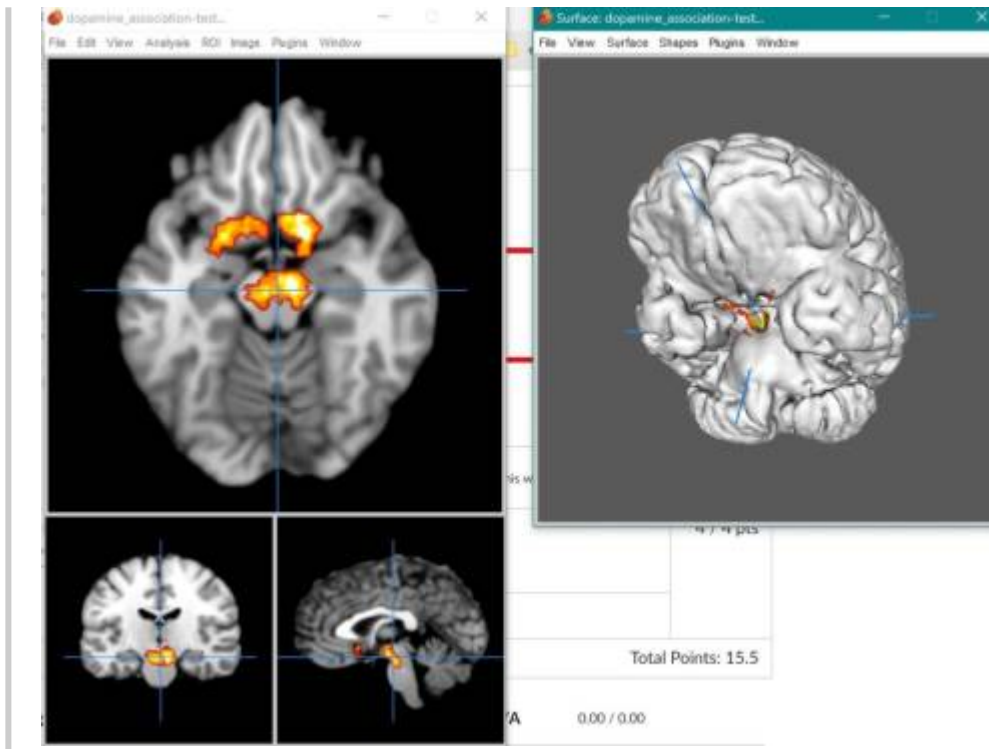 dopamine_association-test...
File Edit View Analysis ROI Image Plugins Window
Surface: dopamine_association-test...
File View Surface Shapes Plugins Window
his w
4 / 4 pts
Total Points: 15.5
/A
0.00 / 0.00